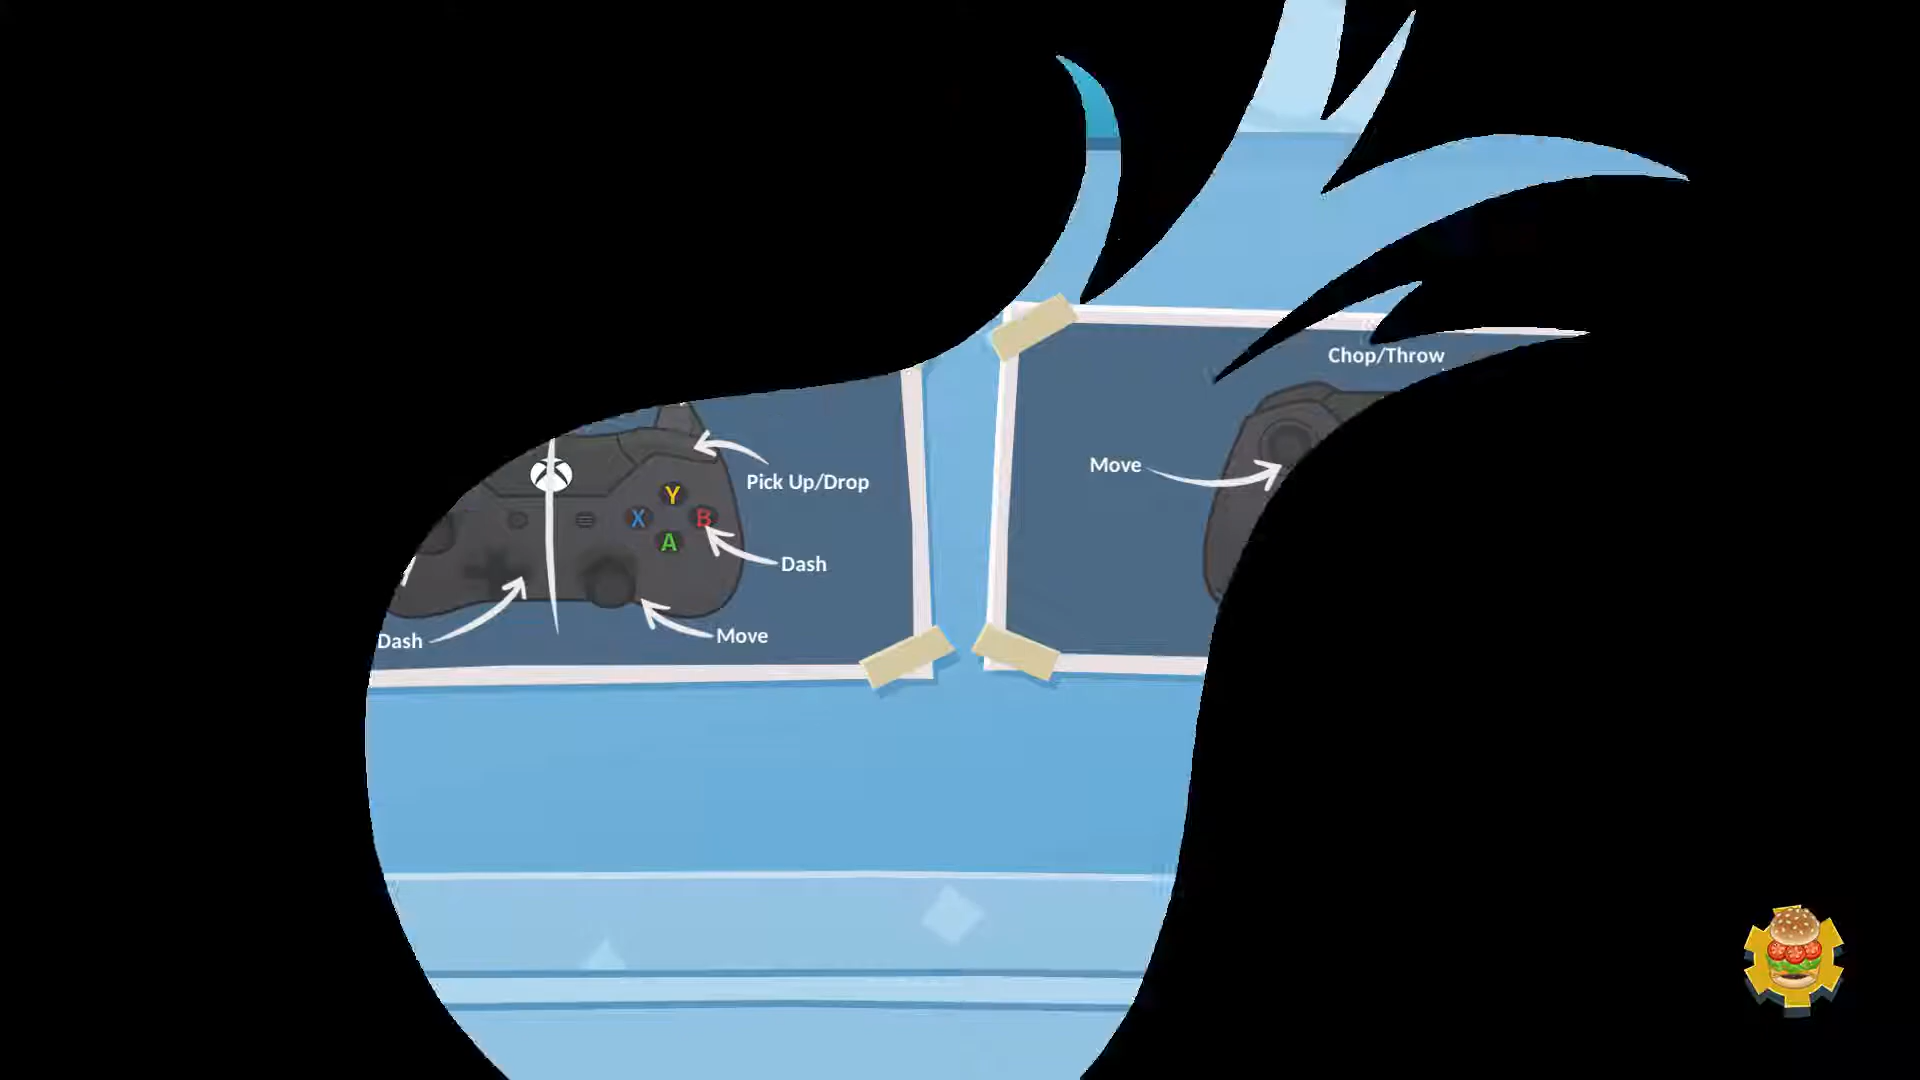 Chop/Throw
Move
Pick Up/Drop
Y
X
B
A
Dash
Dash
Move